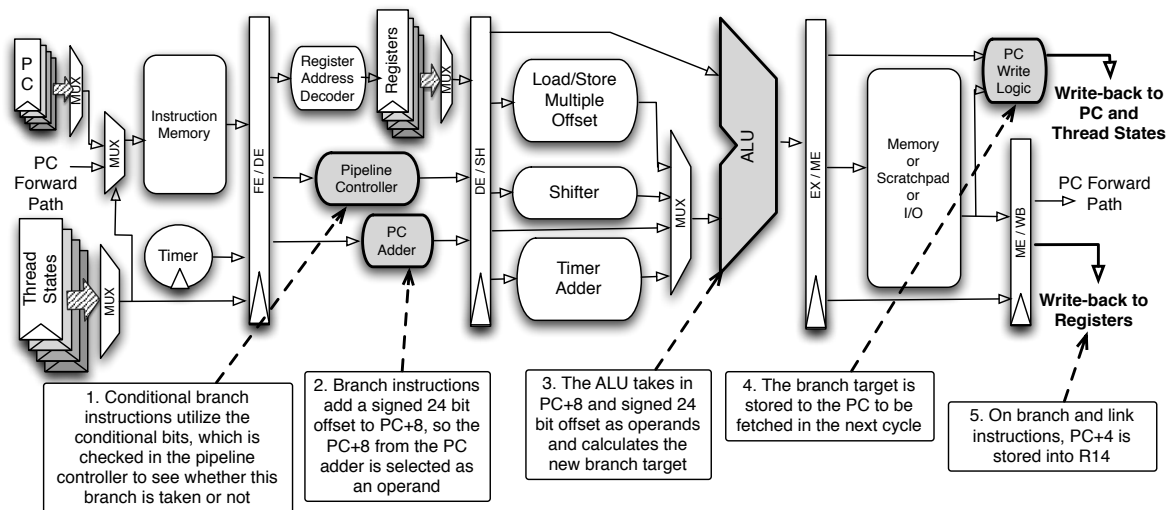 PC
MUX
PC
Forward
Path
MUX
Instruction
Memory
Thread
States
MUX
Timer
FE / DE
Register
Address
Decoder
Registers
MUX
Pipeline
Controller
PC
Adder
DE / SH
Load/Store
Multiple
Offset
Shifter
Timer
Adder
MUX
ALU
EX / ME
Memory
or
Scratchpad
or
I/O
PC
Write
Logic
Write-back to
PC and
Thread States
ME / WB
PC Forward
Path
Write-back to
Registers
1. Conditional branch
instructions utilize the
conditional bits, which is
checked in the pipeline
controller to see whether this
branch is taken or not
2. Branch instructions
add a signed 24 bit
offset to PC+8, so the
PC+8 from the PC
adder is selected as
an operand
3. The ALU takes in
PC+8 and signed 24
bit offset as operands
and calculates the
new branch target
4. The branch target is
stored to the PC to be
fetched in the next cycle
5. On branch and link
instructions, PC+4 is
stored into R14